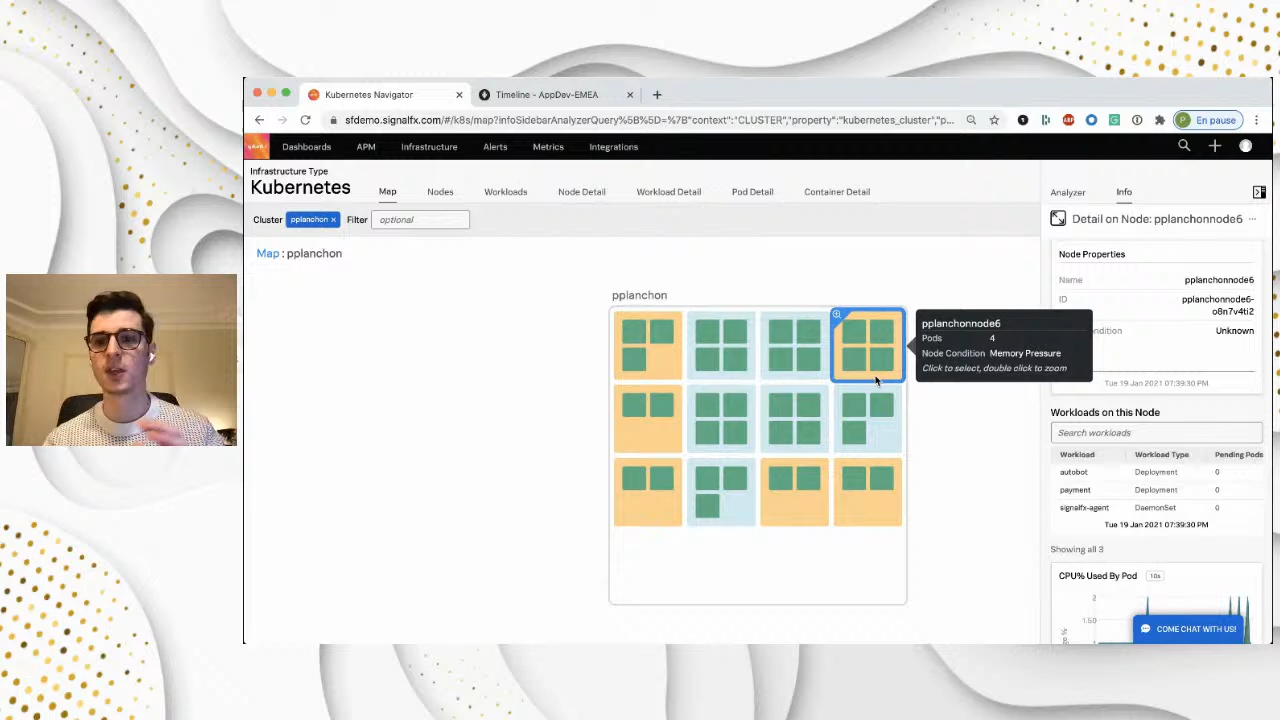 Kubernetes Navigator
Timeline - AppDev-EMEA
sfdemo.signalfx.com/#/k8s/map?infoSidebarAnalyzerQuery%5B%5D=%7B"context":"CLUSTER","property":"kubernetes_cluster","p...
ABP
P
En pause
Dashboards
APM
Infrastructure
Alerts
Metrics
Integrations
Infrastructure Type
Kubernetes
Map
Nodes
Workloads
Node Detail
Workload Detail
Pod Detail
Container Detail
Analyzer
Info
Cluster
pplanchon ×
Filter
optional
Detail on Node: pplanchonnode6 ...
Map : pplanchon
pplanchon
pplanchonnode6
Pods 4
Node Condition Memory Pressure
Click to select, double click to zoom
Node Properties
Name pplanchonnode6
ID pplanchonnode6-
o8n7v4ti2
ondition Unknown
Tue 19 Jan 2021 07:39:30 PM
Workloads on this Node
Search workloads
Workload Workload Type Pending Pods
autobot Deployment 0
payment Deployment 0
signalfx-agent DaemonSet 0
Tue 19 Jan 2021 07:39:30 PM
Showing all 3
CPU% Used By Pod 10s
2
1.50
COME CHAT WITH US!